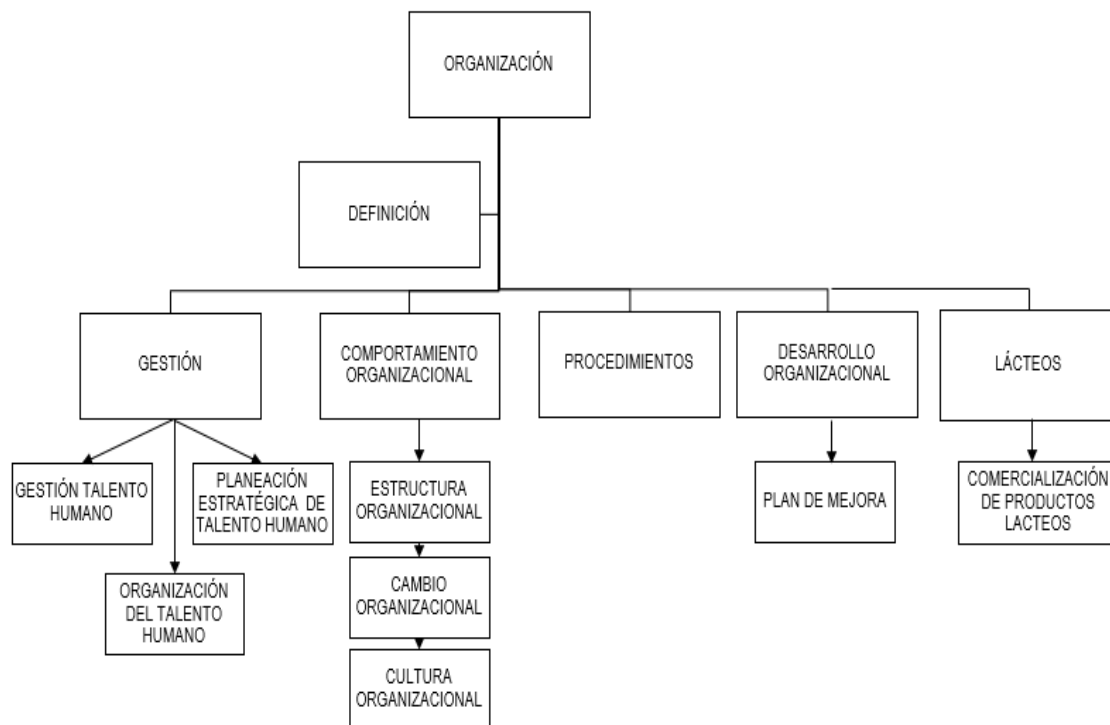 ORGANIZACIÓN
DEFINICIÓN
GESTIÓN
COMPORTAMIENTO
ORGANIZACIONAL
PROCEDIMIENTOS
DESARROLLO
ORGANIZACIONAL
LÁCTEOS
GESTIÓN TALENTO
HUMANO
PLANEACIÓN
ESTRATÉGICA DE
TALENTO HUMANO
ORGANIZACIÓN
DEL TALENTO
HUMANO
ESTRUCTURA
ORGANIZACIONAL
CAMBIO
ORGANIZACIONAL
CULTURA
ORGANIZACIONAL
PLAN DE MEJORA
COMERCIALIZACIÓN
DE PRODUCTOS
LACTEOS